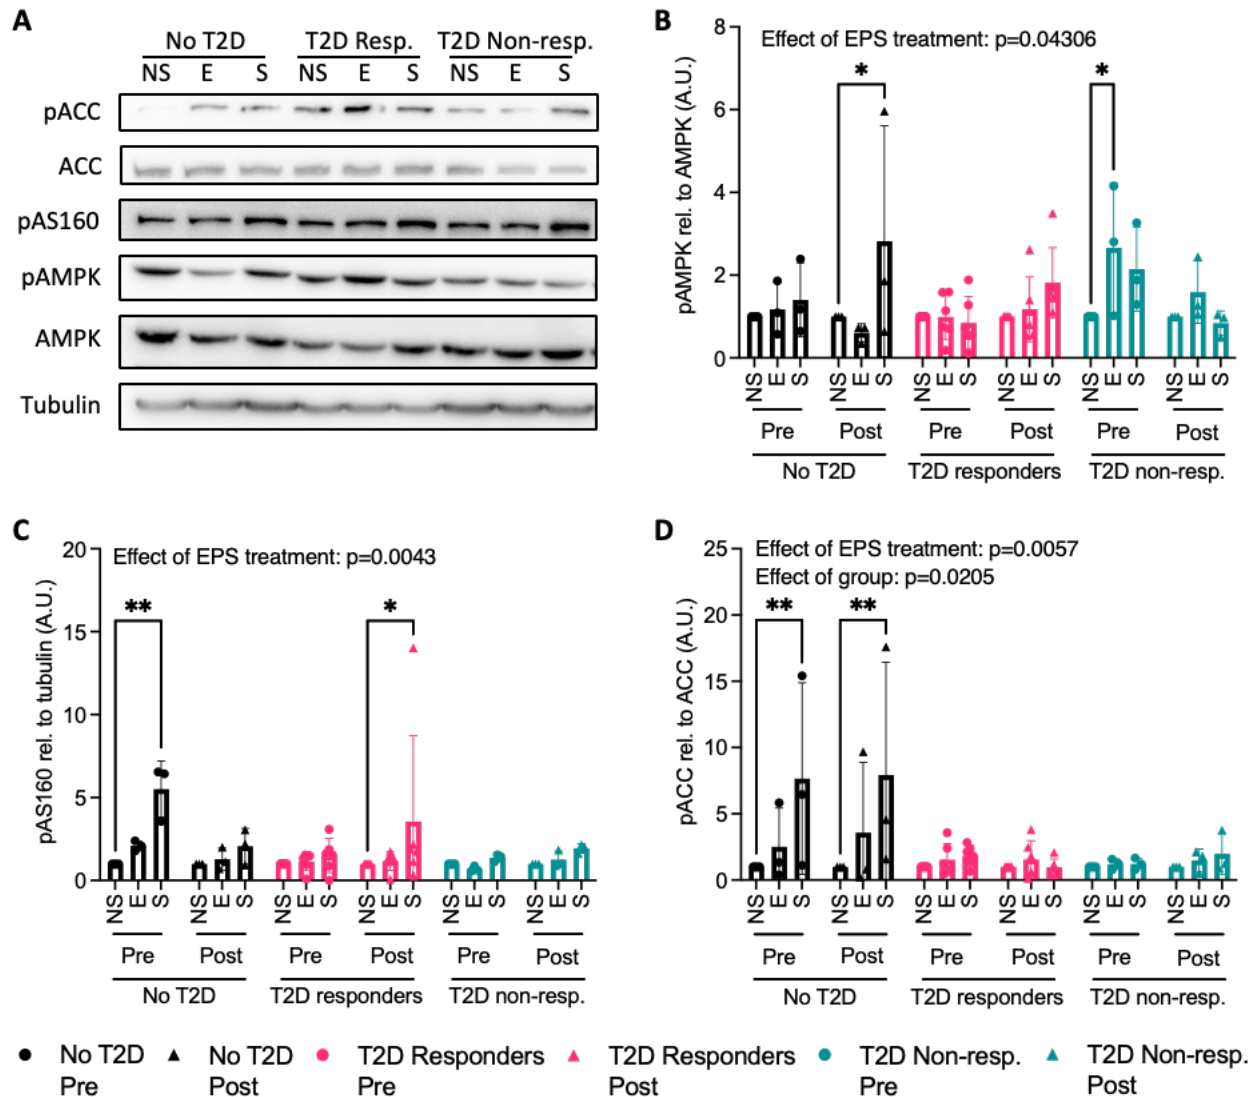 A
No T2D T2D Resp. T2D Non-resp.
NS E S NS E S NS E S
pACC
ACC
pAS160
pAMPK
AMPK
Tubulin
B
Effect of EPS treatment: p=0.04306
* *
pAMPK rel. to AMPK (A.U.)
8
6
4
2
0
NS E S NS E S NS E S NS E S NS E S NS E S
Pre Post Pre Post Pre Post
No T2D T2D responders T2D non-resp.
C
Effect of EPS treatment: p=0.0043
** *
pAS160 rel. to tubulin (A.U.)
20
15
10
5
0
NS E S NS E S NS E S NS E S NS E S NS E S
Pre Post Pre Post Pre Post
No T2D T2D responders T2D non-resp.
D
Effect of EPS treatment: p=0.0057
Effect of group: p=0.0205
** **
pACC rel. to ACC (A.U.)
25
20
15
10
5
0
NS E S NS E S NS E S NS E S NS E S NS E S
Pre Post Pre Post Pre Post
No T2D T2D responders T2D non-resp.
No T2D No T2D T2D Responders T2D Responders T2D Non-resp. T2D Non-resp.
Pre Post Pre Post Pre Post